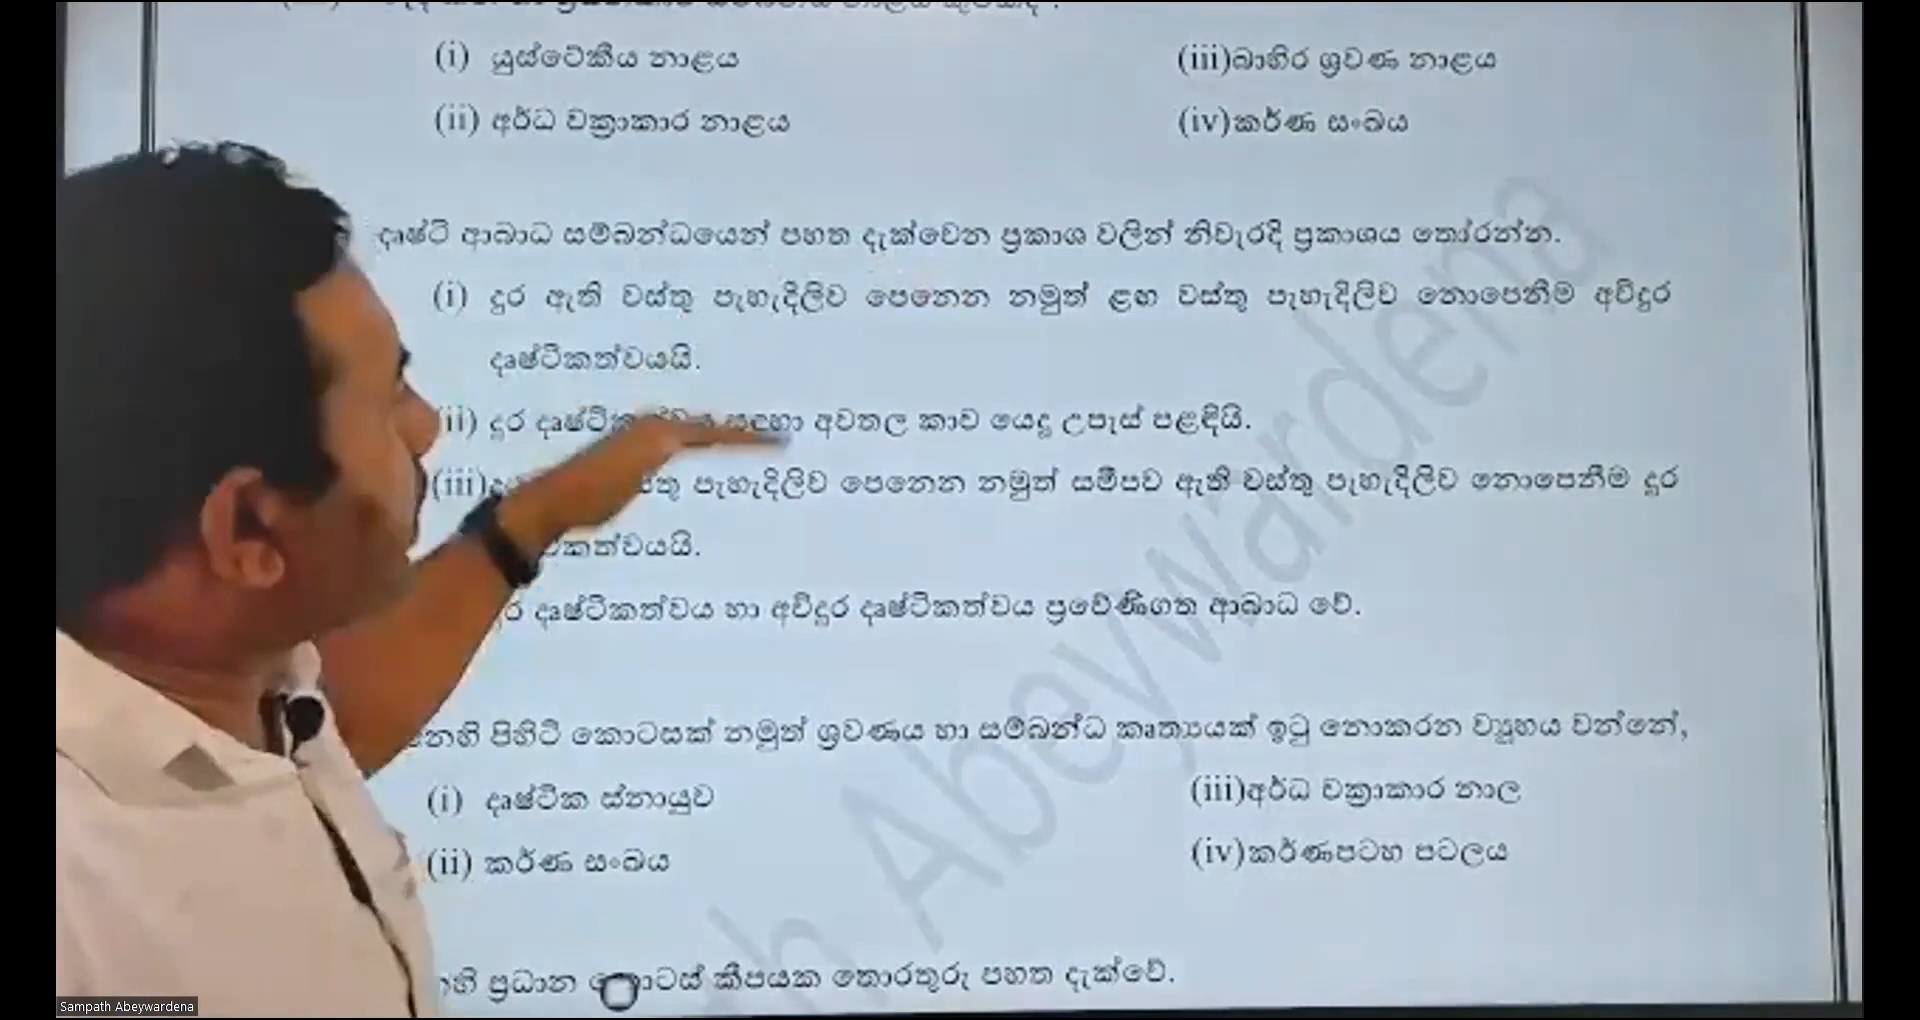 (i) යුස්ටේකීය නාළය
(iii)බාහිර ශ්‍රවණ නාළය
(ii) අර්ධ චක්‍රාකාර නාළය
(iv)කර්ණ සංඛය
දෘෂ්ටි ආබාධ සම්බන්ධයෙන් පහත දැක්වෙන ප්‍රකාශ වලින් නිවැරදි ප්‍රකාශය තෝරන්න.
(i) දුර ඇති වස්තු පැහැදිලිව පෙනෙන නමුත් ළඟ වස්තු පැහැදිලිව නොපෙනීම අවිදුර
දෘෂ්ටිකත්වයයි.
(ii) දුර අවතල කාච යෙදූ උපැස් පළඳියි.
(iii) පැහැදිලිව පෙනෙන නමුත් සමීපව ඇති වස්තු පැහැදිලිව නොපෙනීම දුර
දෘෂ්ටිකත්වය හා අවිදුර දෘෂ්ටිකත්වය ප්‍රවේණිගත ආබාධ වේ.
පිහිටි කොටසක් නමුත් ශ්‍රවණය හා සම්බන්ධ කෘත්‍යයක් ඉටු නොකරන ව්‍යුහය වන්නේ,
(i) දෘෂ්ටික ස්නායුව
(iii)අර්ධ චක්‍රාකාර නාල
(ii) කර්ණ සංඛය
(iv)කර්ණපටහ පටලය
ප්‍රධාන කීපයක තොරතුරු පහත දැක්වේ.
Abeywardena
Sampath Abeywardena